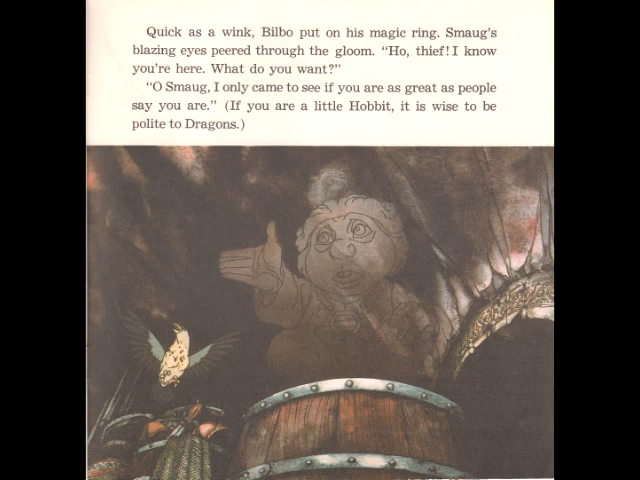 Quick as a wink, Bilbo put on his magic ring. Smaug's
blazing eyes peered through the gloom. "Ho, thief! I know
you're here. What do you want?"
"O Smaug, I only came to see if you are as great as people
say you are." (If you are a little Hobbit, it is wise to be
polite to Dragons.)